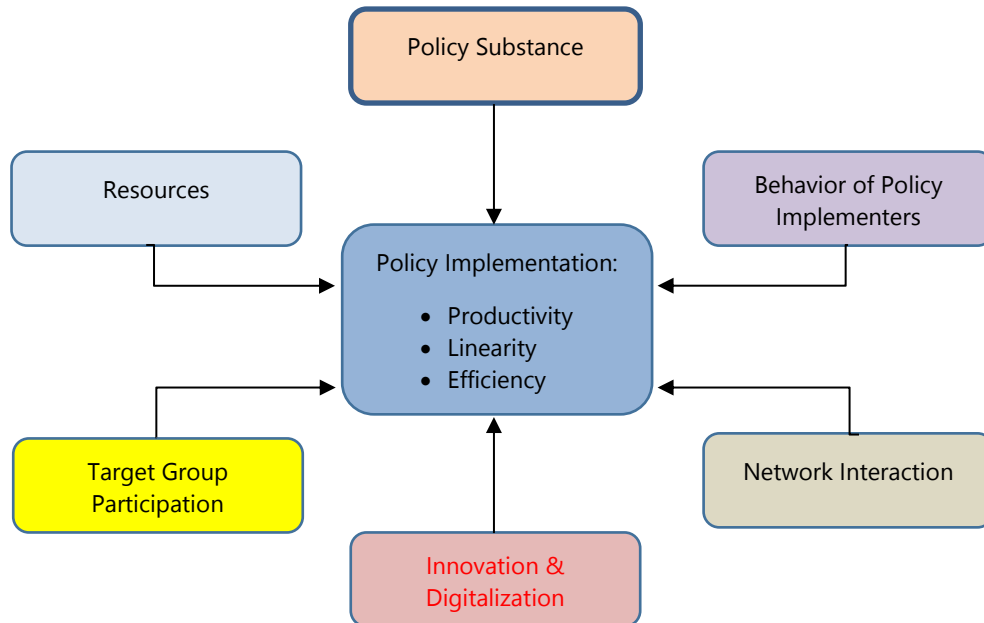 Policy Substance
Resources
Behavior of Policy
Implementers
Policy Implementation:
• Productivity
• Linearity
• Efficiency
Target Group
Participation
Network Interaction
Innovation &
Digitalization